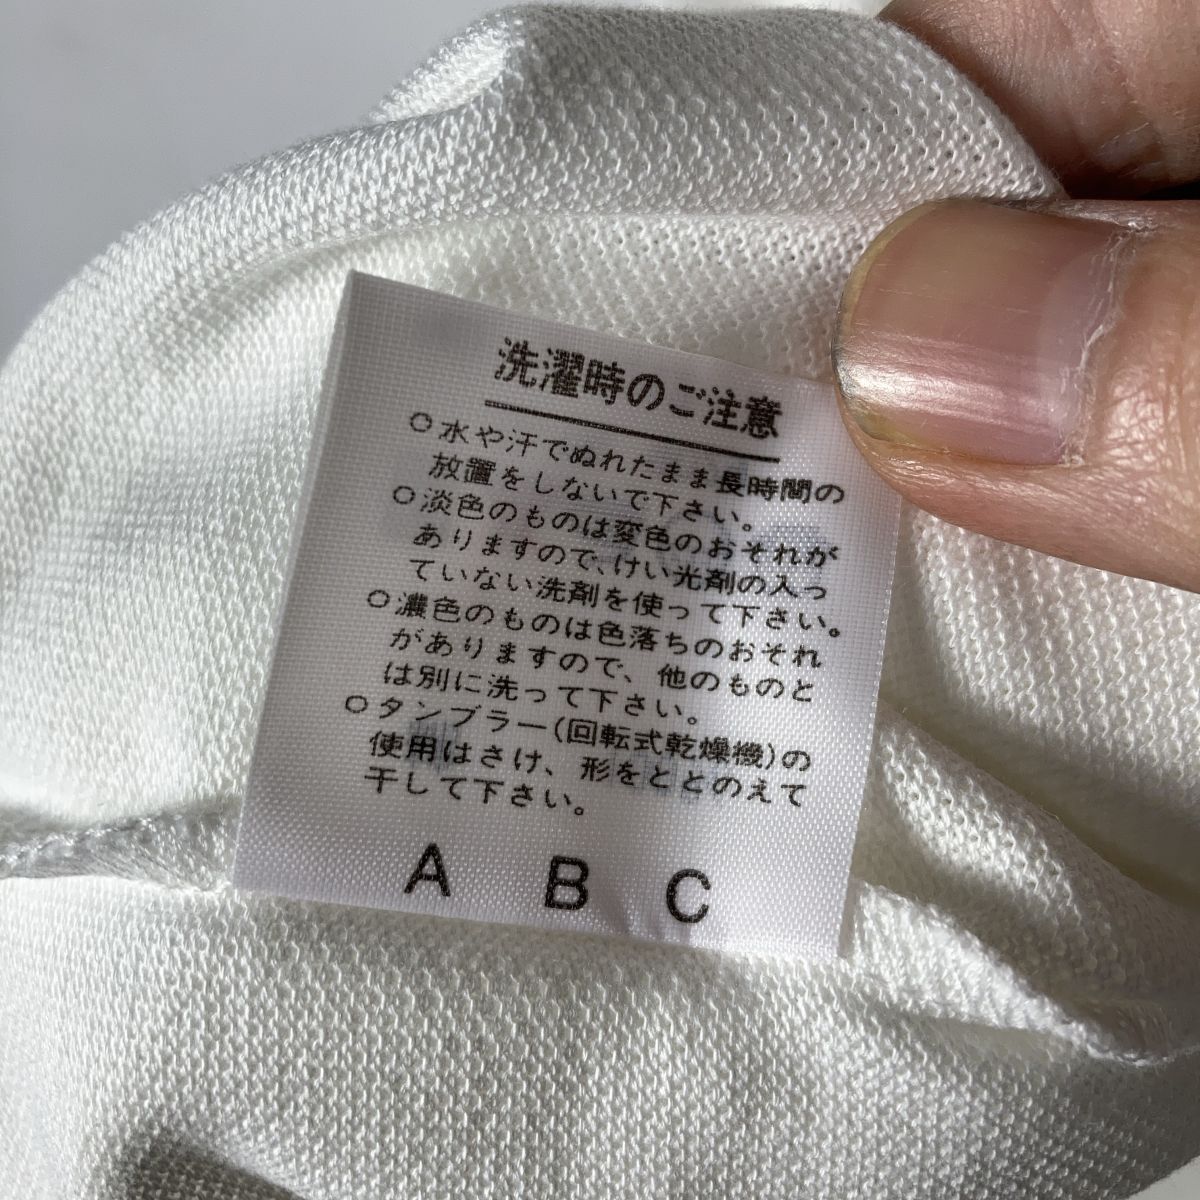 洗濯時のご注意
○水や汗でぬれたまま長時間の
放置をしないで下さい。
○淡色のものは変色のおそれが
ありますので、けい光剤の入っ
ていない洗剤を使って下さい。
○濃色のものは色落ちのおそれ
がありますので、他のものと
は別に洗って下さい。
○タンブラー(回転式乾燥機)の
使用はさけ、形をととのえて
干して下さい。
A B C